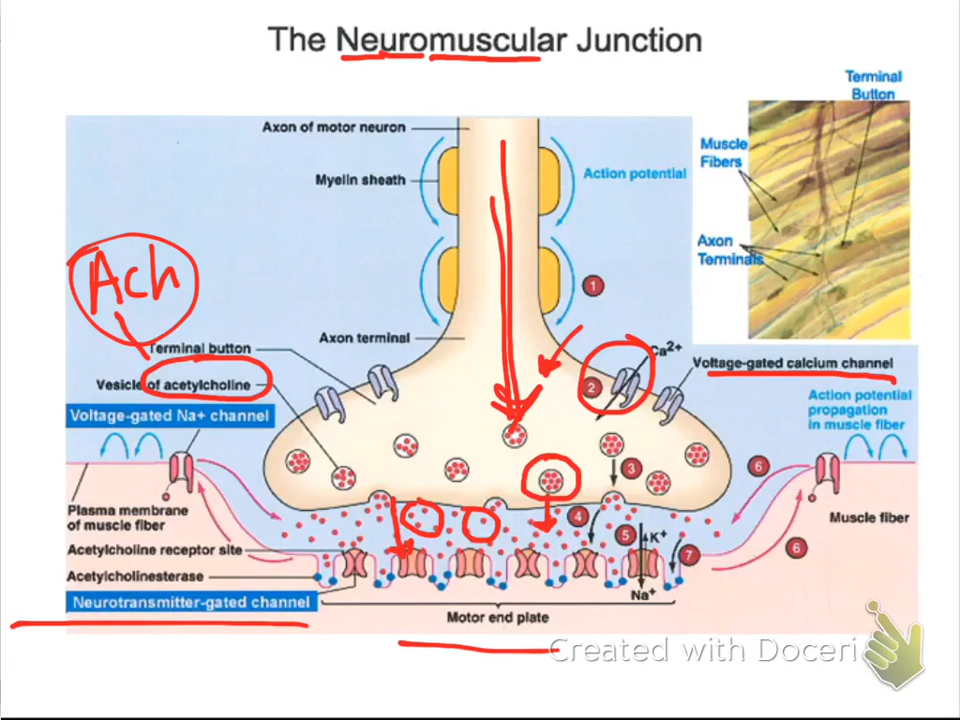 The Neuromuscular Junction
Terminal
Button
Axon of motor neuron
Muscle
Fibers
Myelin sheath
Action potential
Axon
Terminals
Ach
1
Axon terminal
Terminal button
Ca2+
Voltage-gated calcium channel
2
Vesicle of acetylcholine
Action potential
propagation
in muscle fiber
Voltage-gated Na+ channel
3
6
Plasma membrane
of muscle fiber
4
Muscle fiber
5
K+
6
7
Acetylcholine receptor site
Acetylcholinesterase
Na+
Neurotransmitter-gated channel
Motor end plate
Created with Doceri